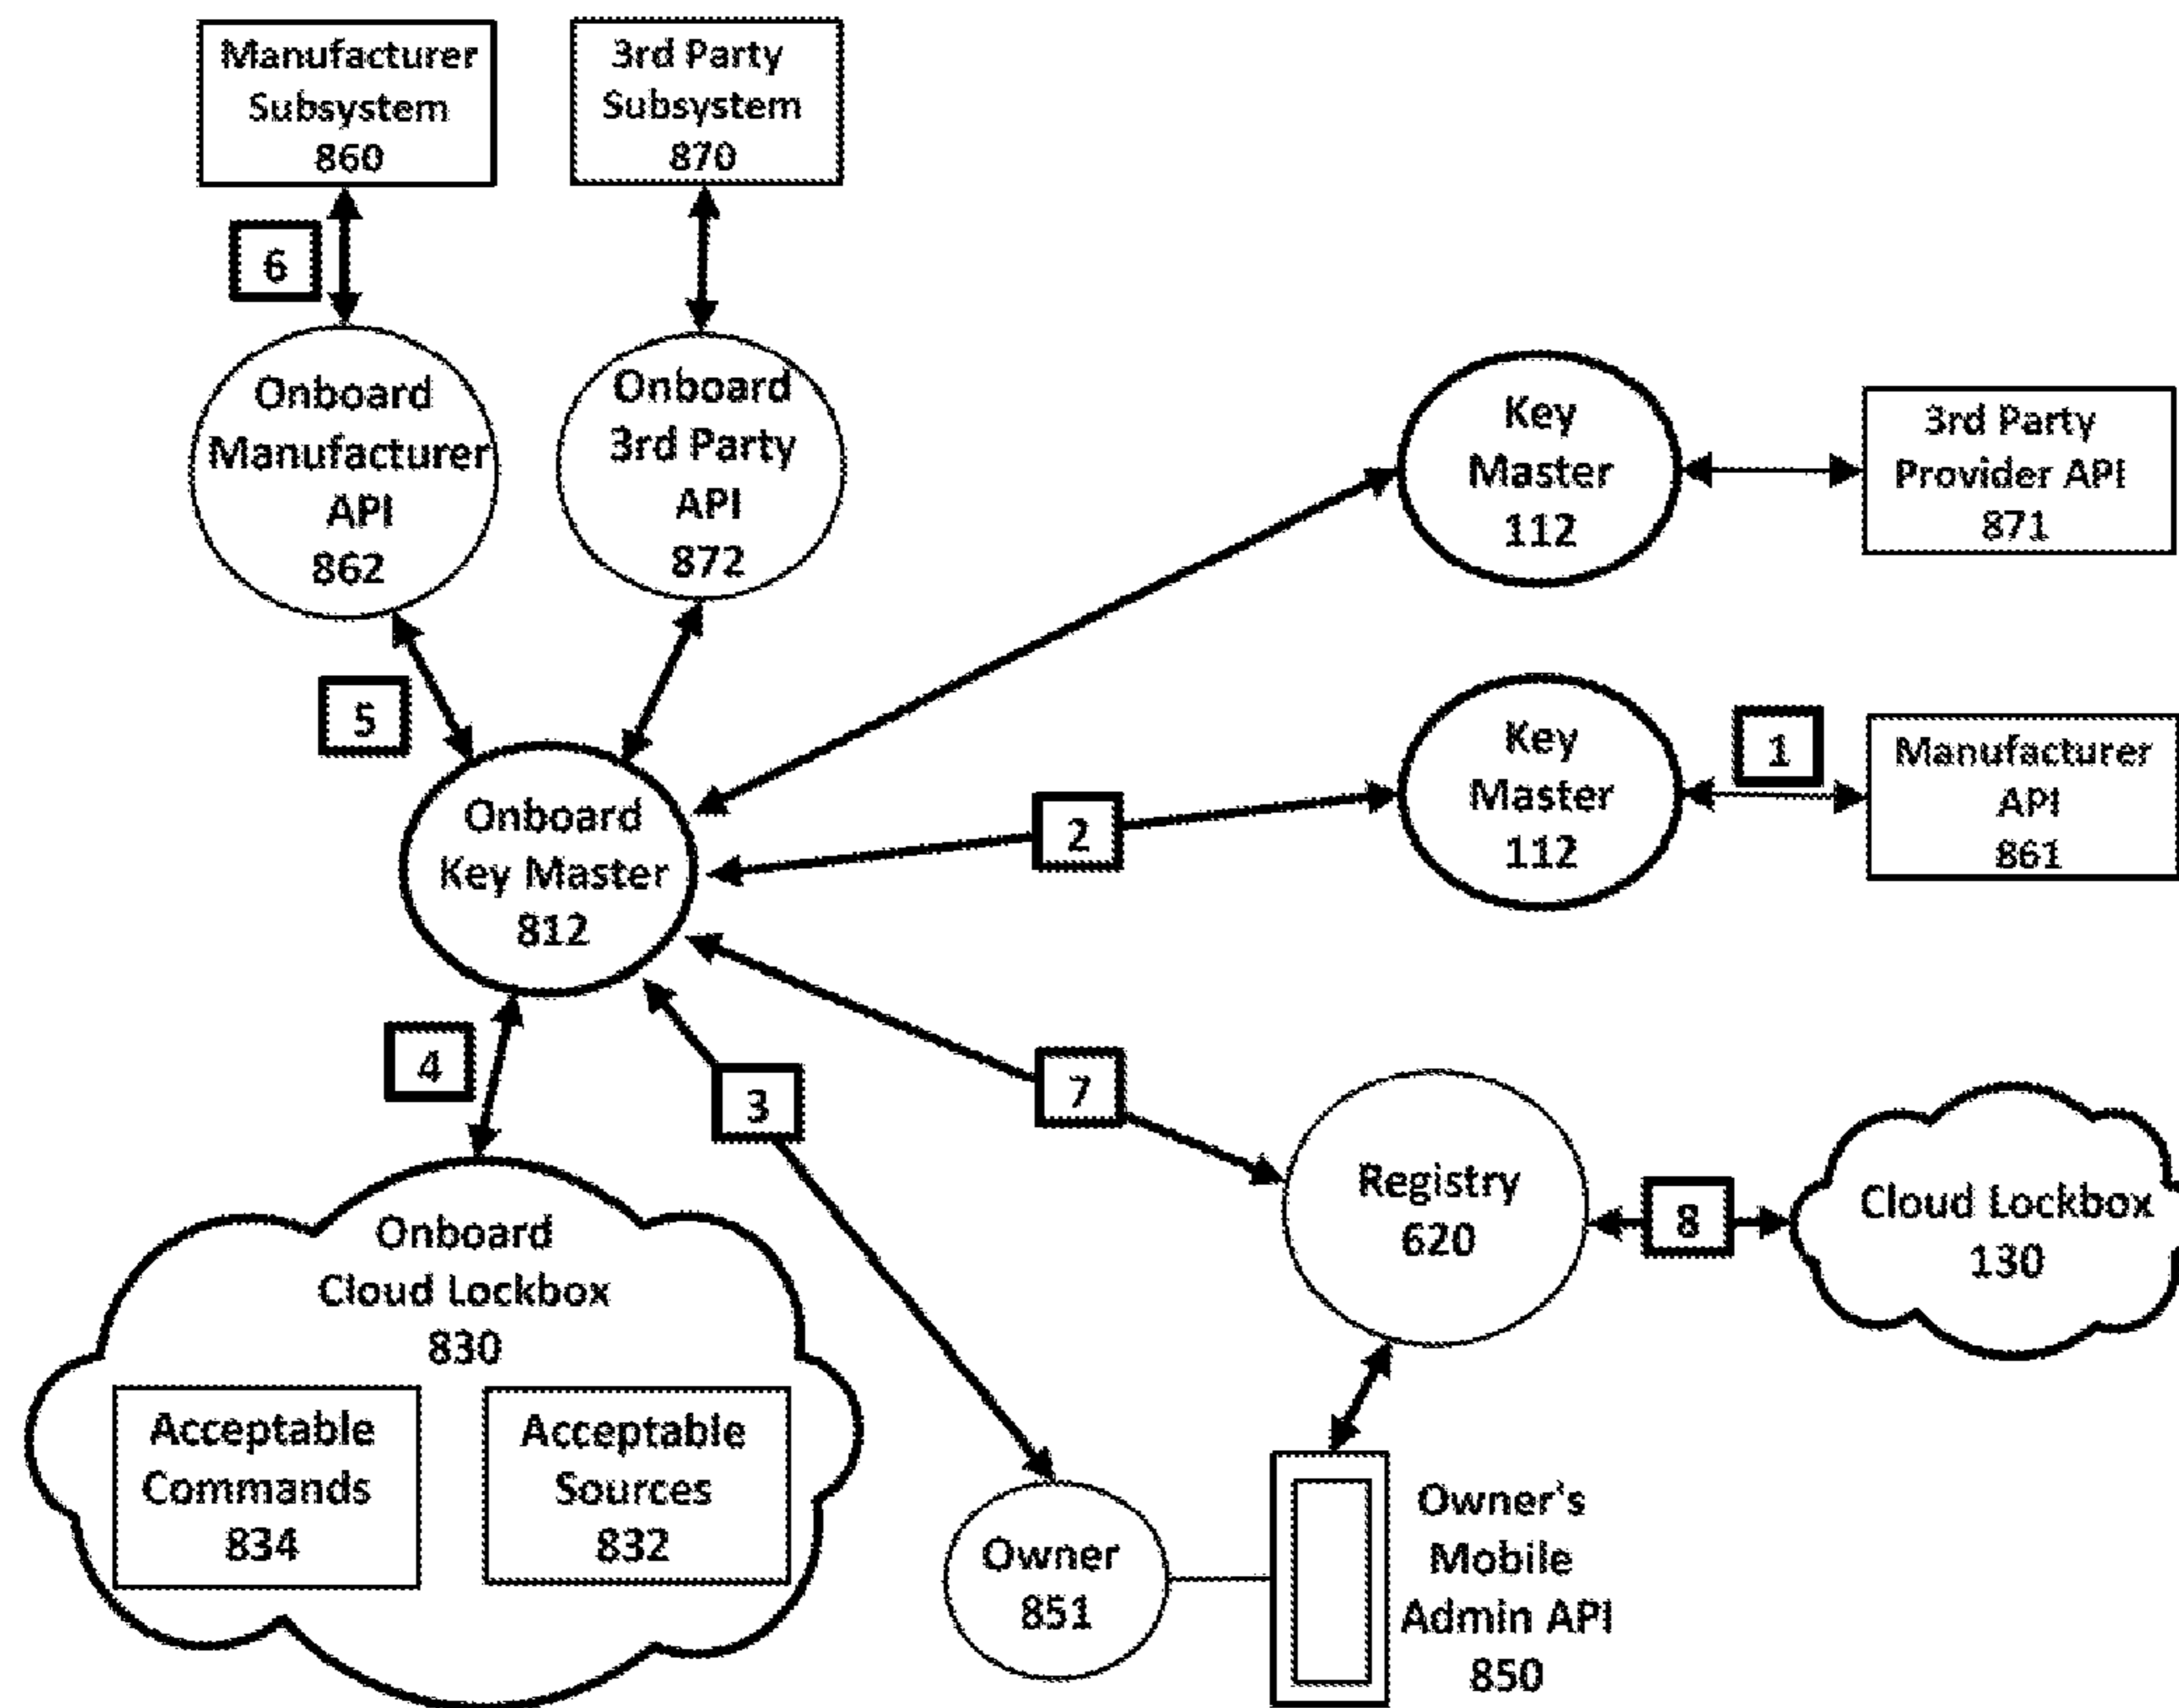 Manufacturer
Subsystem
860
3rd Party
Subsystem
870
6
Onboard
Manufacturer
API
862
Onboard
3rd Party
API
872
Key
Master
112
3rd Party
Provider API
871
5
Key
Master
112
1
Manufacturer
API
861
2
Onboard
Key Master
812
4
3
7
Registry
620
8
Cloud Lockbox
130
Onboard
Cloud Lockbox
830
Acceptable
Commands
834
Acceptable
Sources
832
Owner
851
Owner's
Mobile
Admin API
850